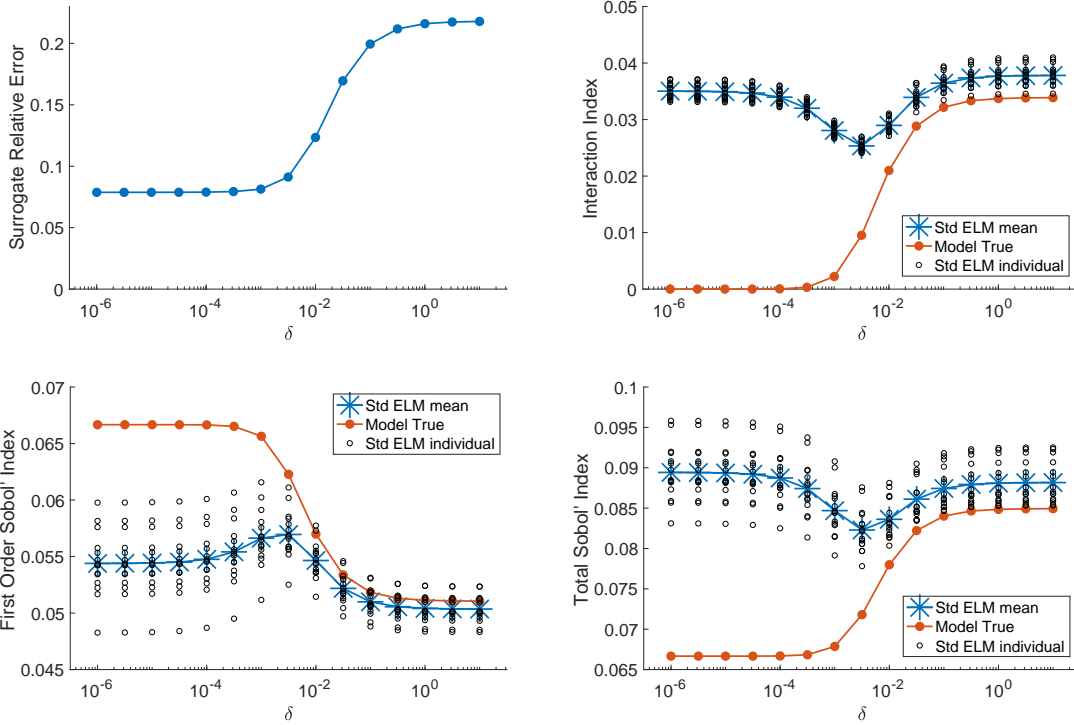 Surrogate Relative Error
0.2
0.15
0.1
0.05
0
10^-6
10^-4
10^-2
10^0
δ
Interaction Index
0.05
0.04
0.03
0.02
0.01
0
10^-6
10^-4
10^-2
10^0
δ
Std ELM mean
Model True
Std ELM individual
First Order Sobol' Index
0.07
0.065
0.06
0.055
0.05
0.045
10^-6
10^-4
10^-2
10^0
δ
Std ELM mean
Model True
Std ELM individual
Total Sobol' Index
0.1
0.095
0.09
0.085
0.08
0.075
0.07
0.065
10^-6
10^-4
10^-2
10^0
δ
Std ELM mean
Model True
Std ELM individual